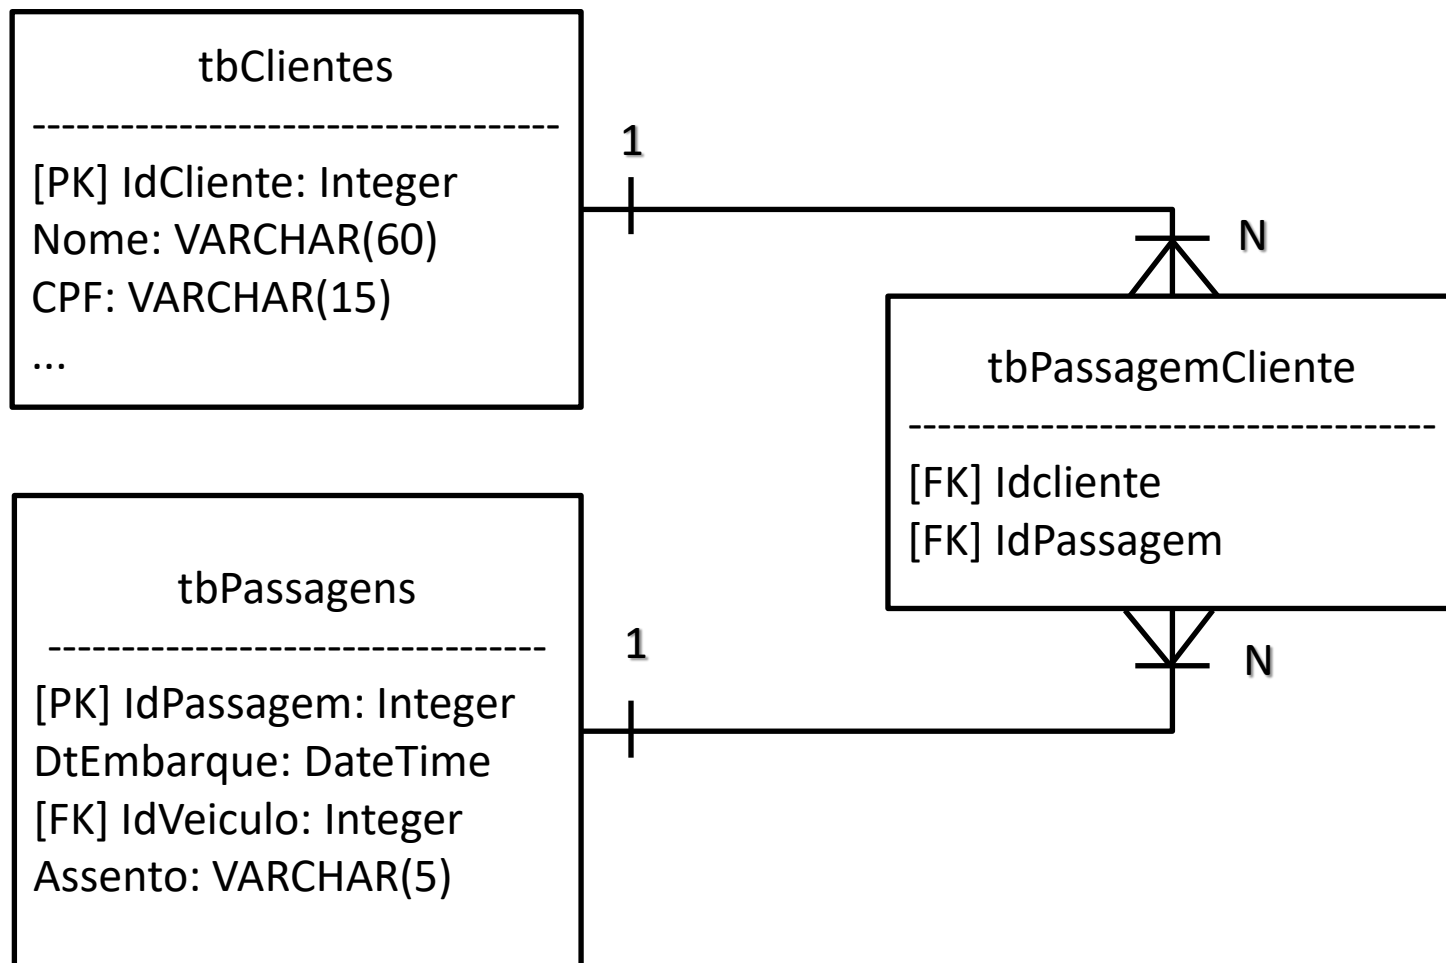 tbClientes
---------------------------------------
[PK] IdCliente: Integer
Nome: VARCHAR(60)
CPF: VARCHAR(15)
...
1
N
tbPassagemCliente
---------------------------------------
[FK] Idcliente
[FK] IdPassagem
N
1
tbPassagens
-------------------------------------
[PK] IdPassagem: Integer
DtEmbarque: DateTime
[FK] IdVeiculo: Integer
Assento: VARCHAR(5)